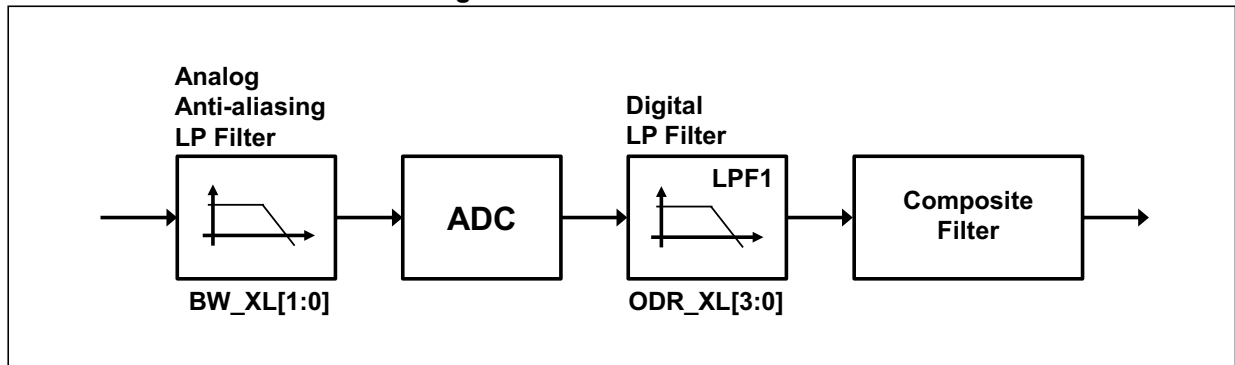 Analog
Anti-aliasing
LP Filter
BW_XL[1:0]
ADC
Digital
LP Filter
LPF1
ODR_XL[3:0]
Composite
Filter